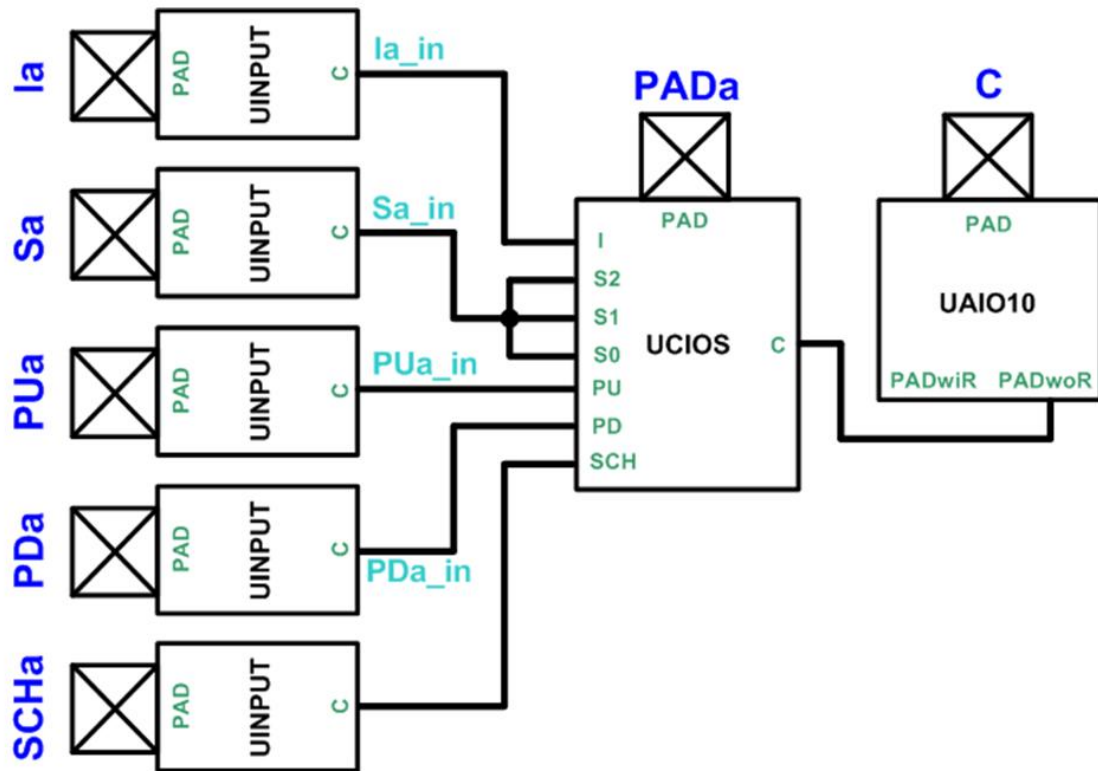 Ia
PAD
UINPUT
C
Ia_in
Sa
PAD
UINPUT
C
Sa_in
PUa
PAD
UINPUT
C
PUa_in
PDa
PAD
UINPUT
C
PDa_in
SCHa
PAD
UINPUT
C
PADa
PAD
I
S2
S1
S0
PU
PD
SCH
UCIOS
C
C
PAD
UAIO10
PADwiR PADwoR